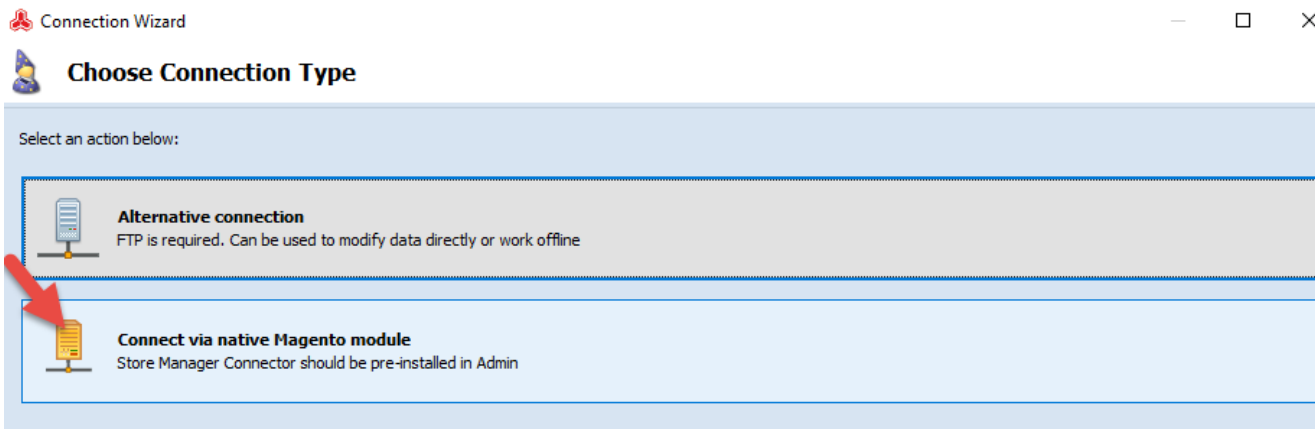 Connection Wizard
Choose Connection Type
Select an action below:
Alternative connection
FTP is required. Can be used to modify data directly or work offline
Connect via native Magento module
Store Manager Connector should be pre-installed in Admin